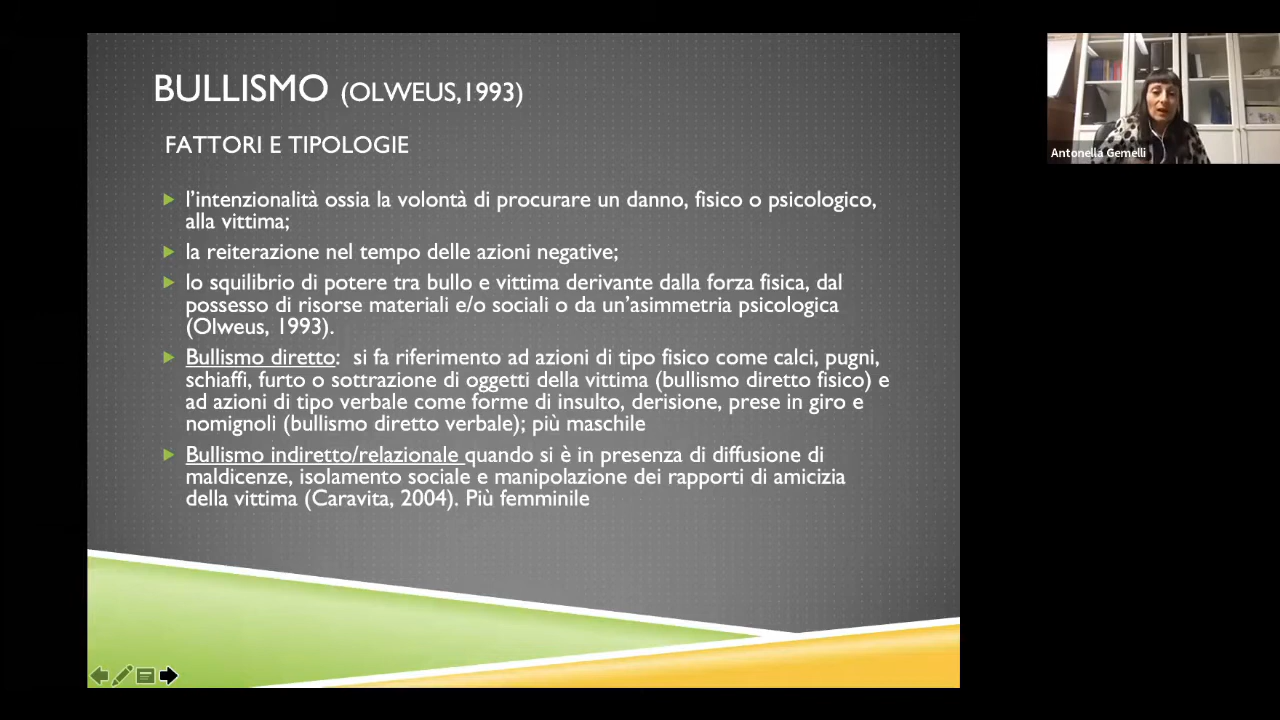 BULLISMO (OLWEUS,1993)
FATTORI E TIPOLOGIE
l'intenzionalità ossia la volontà di procurare un danno, fisico o psicologico,
alla vittima;
la reiterazione nel tempo delle azioni negative;
lo squilibrio di potere tra bullo e vittima derivante dalla forza fisica, dal
possesso di risorse materiali e/o sociali o da un'asimmetria psicologica
(Olweus, 1993).
Bullismo diretto:  si fa riferimento ad azioni di tipo fisico come calci, pugni,
schiaffi, furto o sottrazione di oggetti della vittima (bullismo diretto fisico) e
ad azioni di tipo verbale come forme di insulto, derisione, prese in giro e
nomignoli (bullismo diretto verbale); più maschile
Bullismo indiretto/relazionale quando si è in presenza di diffusione di
maldicenze, isolamento sociale e manipolazione dei rapporti di amicizia
della vittima (Caravita, 2004). Più femminile
Antonella Gemelli